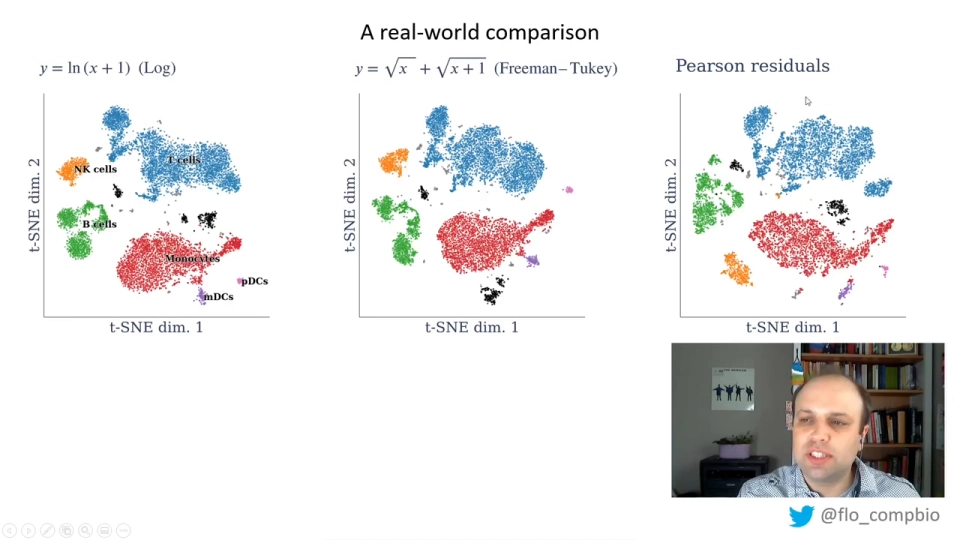 A real-world comparison
y = ln (x + 1) (Log)
y = √x + √x + 1 (Freeman–Tukey)
Pearson residuals
t-SNE dim. 2
NK cells
T cells
B cells
Monocytes
pDCs
mDCs
t-SNE dim. 1
t-SNE dim. 2
t-SNE dim. 1
t-SNE dim. 2
t-SNE dim. 1
@flo_compbio